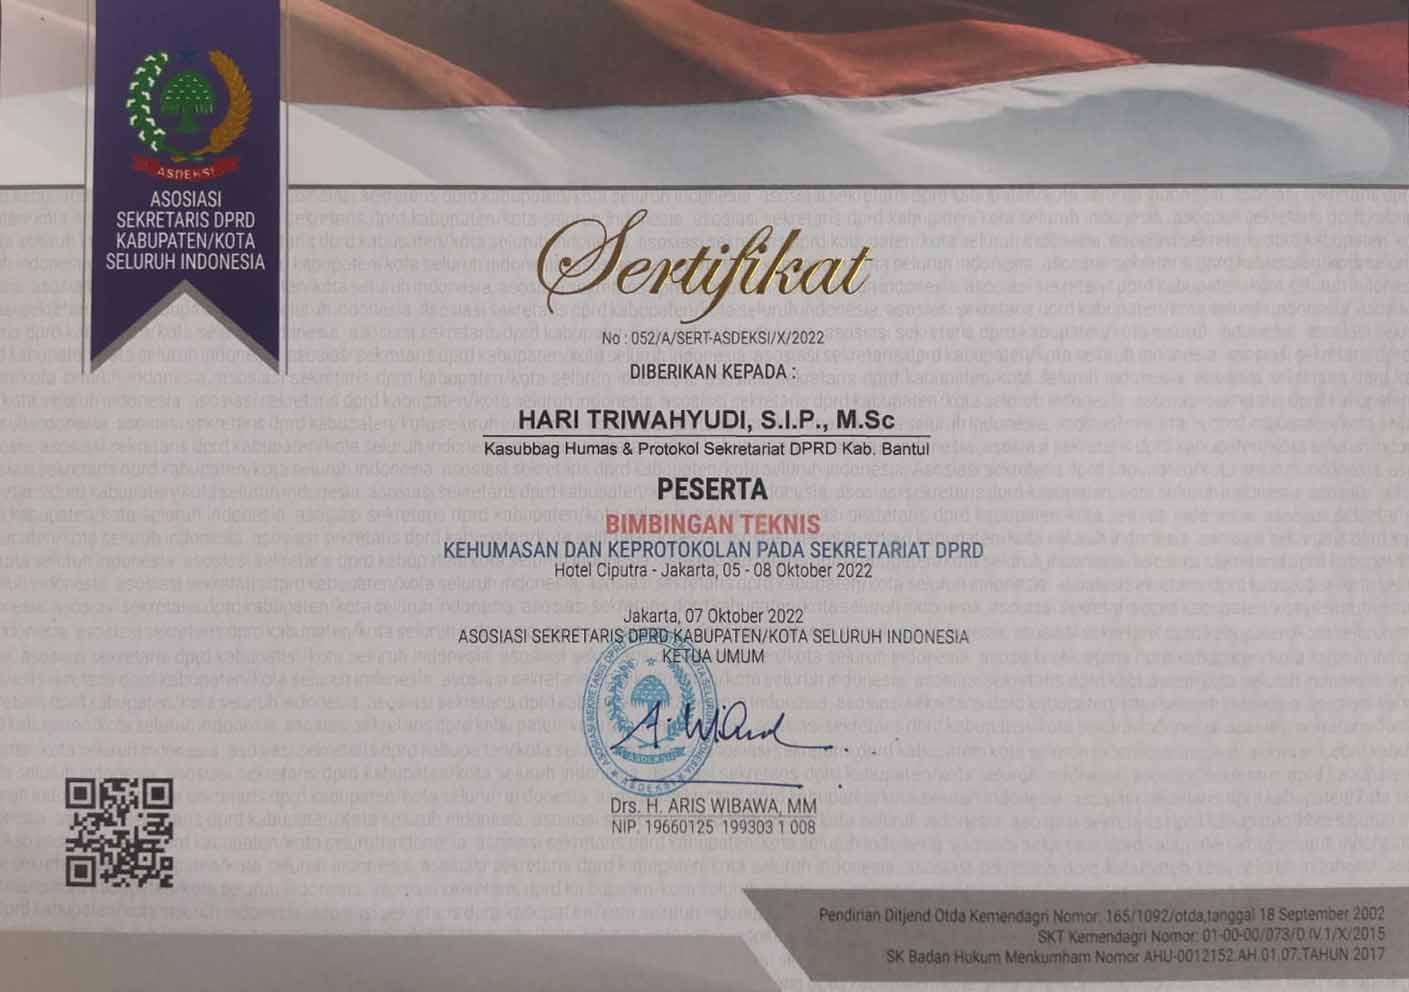 ASDEKSI
ASOSIASI
SEKRETARIS DPRD
KABUPATEN/KOTA
SELURUH INDONESIA
Sertifikat
No : 052/A/SERT-ASDEKSI/X/2022
DIBERIKAN KEPADA :
HARI TRIWAHYUDI, S.I.P., M.Sc
Kasubbag Humas & Protokol Sekretariat DPRD Kab. Bantul
PESERTA
BIMBINGAN TEKNIS
KEHUMASAN DAN KEPROTOKOLAN PADA SEKRETARIAT DPRD
Hotel Ciputra - Jakarta, 05 - 08 Oktober 2022
Jakarta, 07 Oktober 2022
ASOSIASI SEKRETARIS DPRD KABUPATEN/KOTA SELURUH INDONESIA
KETUA UMUM
Drs. H. ARIS WIBAWA, MM
NIP. 19660125 199303 1 008
Pendirian Ditjend Otda Kemendagri Nomor: 165/1092/otda,tanggal 18 September 2002
SKT Kemendagri Nomor: 01-00-00/073/D.IV.1/X/2015
SK Badan Hukum Menkumham Nomor AHU-0012152.AH.01.07.TAHUN 2017